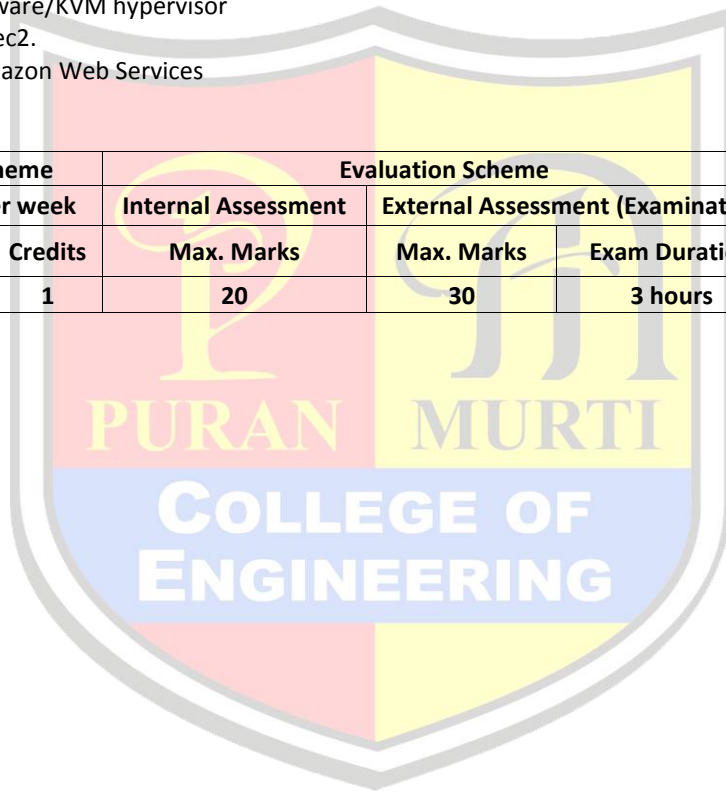 ware/KVM hypervisor
ec2.
azon Web Services
heme Evaluation Scheme
r week Internal Assessment External Assessment (Examinat
Credits Max. Marks Max. Marks Exam Durati
1 20 30 3 hours
PURAN MURTI
COLLEGE OF
ENGINEERING